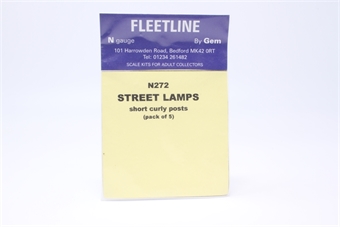 FLEETLINE
N gauge By Gem
101 Harrowden Road, Bedford MK42 0RT
Tel: 01234 261482
SCALE KITS FOR ADULT COLLECTORS
N272
STREET LAMPS
short curly posts
(pack of 5)